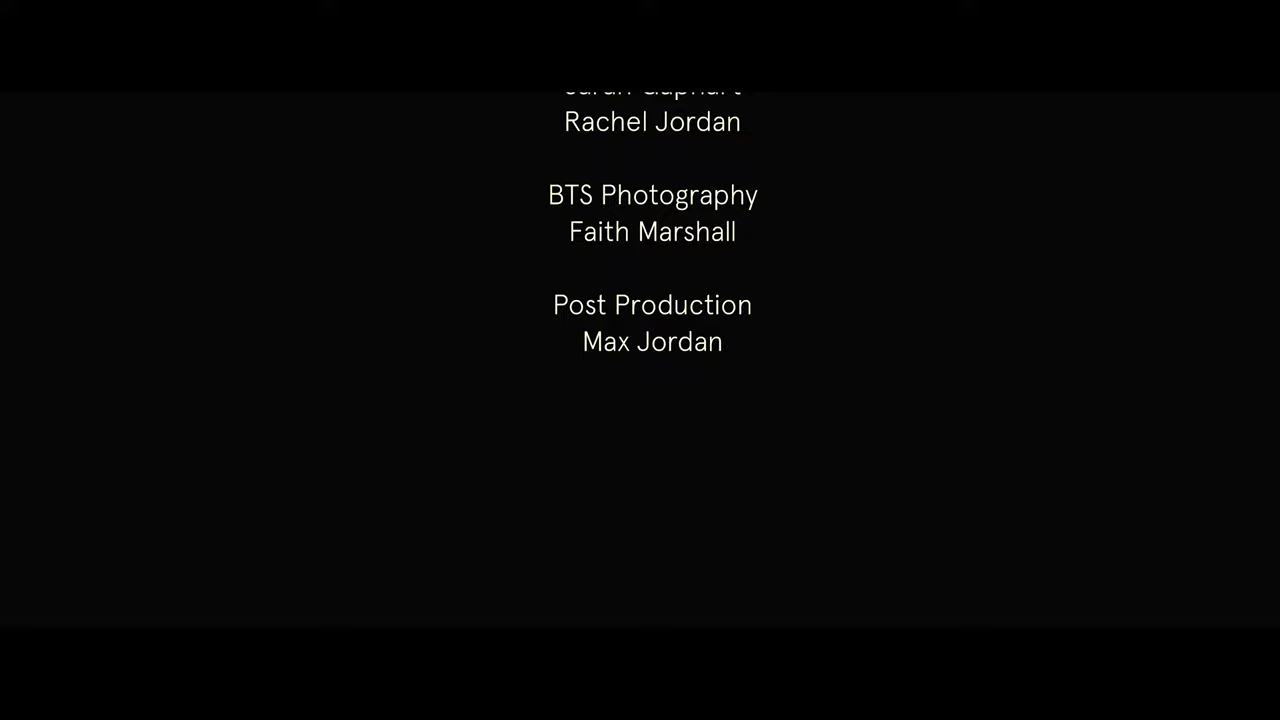 Rachel Jordan
BTS Photography
Faith Marshall
Post Production
Max Jordan